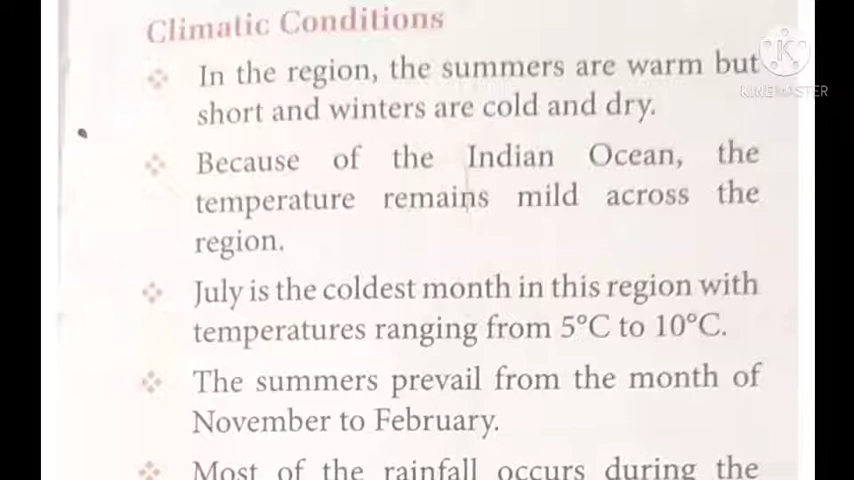 Climatic Conditions
In the region, the summers are warm but
short and winters are cold and dry.
Because of the Indian Ocean, the
temperature remains mild across the
region.
July is the coldest month in this region with
temperatures ranging from 5°C to 10°C.
The summers prevail from the month of
November to February.
Most of the rainfall occurs during the
K
KINEMASTER